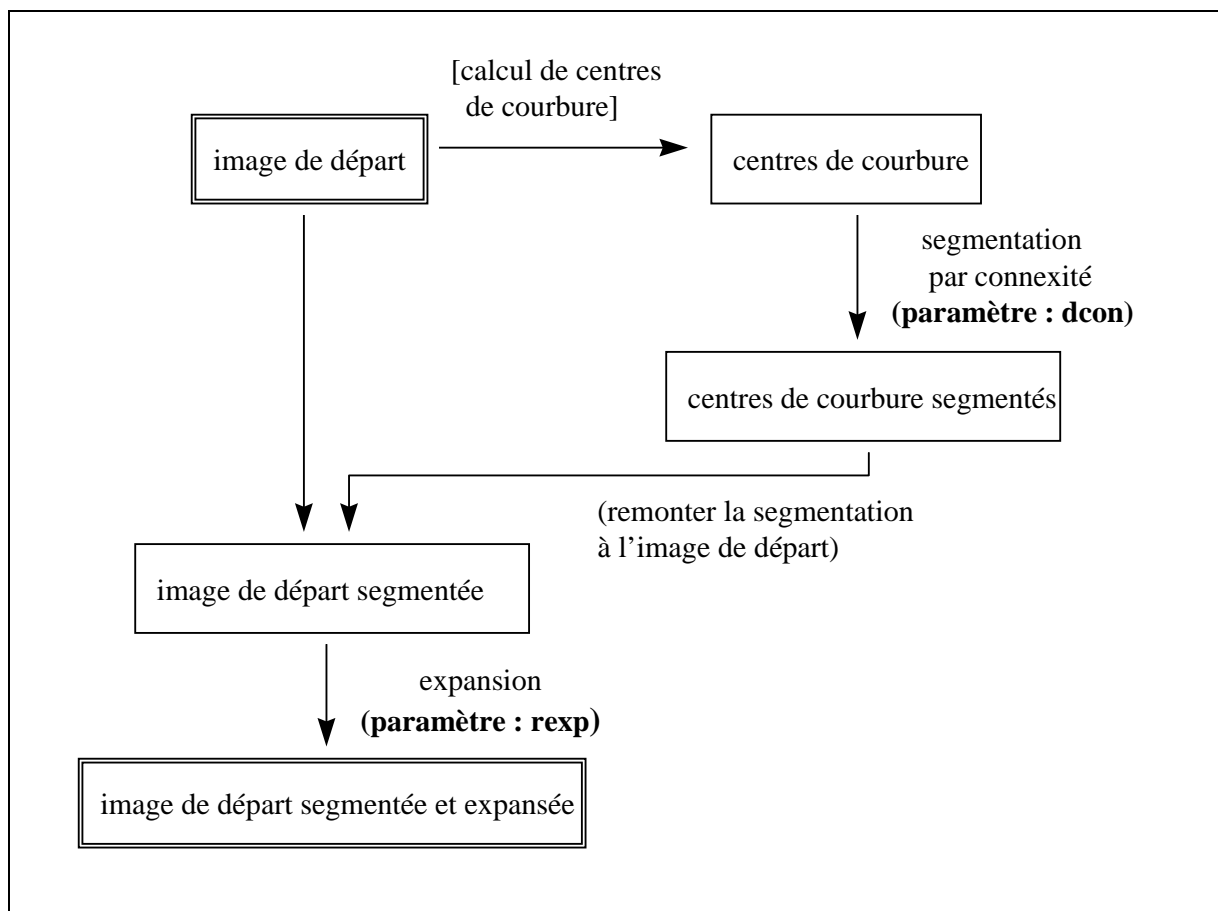 [calcul de centres
de courbure]
image de départ
centres de courbure
segmentation
par connexité
(paramètre : dcon)
centres de courbure segmentés
(remonter la segmentation
à l’image de départ)
image de départ segmentée
expansion
(paramètre : rexp)
image de départ segmentée et expansée